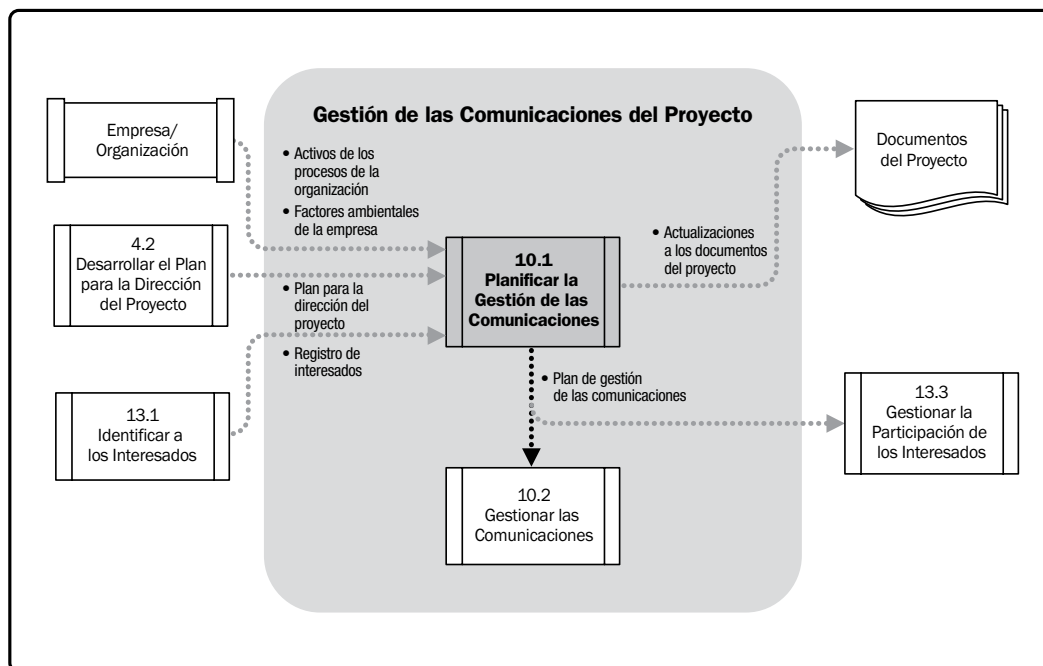 Gestión de las Comunicaciones del Proyecto
Empresa/
Organización
• Activos de los
procesos de la
organización
• Factores ambientales
de la empresa
Documentos
del Proyecto
4.2
Desarrollar el Plan
para la Dirección
del Proyecto
• Plan para la
dirección del
proyecto
10.1
Planificar la
Gestión de las
Comunicaciones
• Actualizaciones
a los documentos
del proyecto
• Registro de
interesados
13.1
Identificar a
los Interesados
• Plan de gestión
de las comunicaciones
13.3
Gestionar la
Participación de
los Interesados
10.2
Gestionar las
Comunicaciones